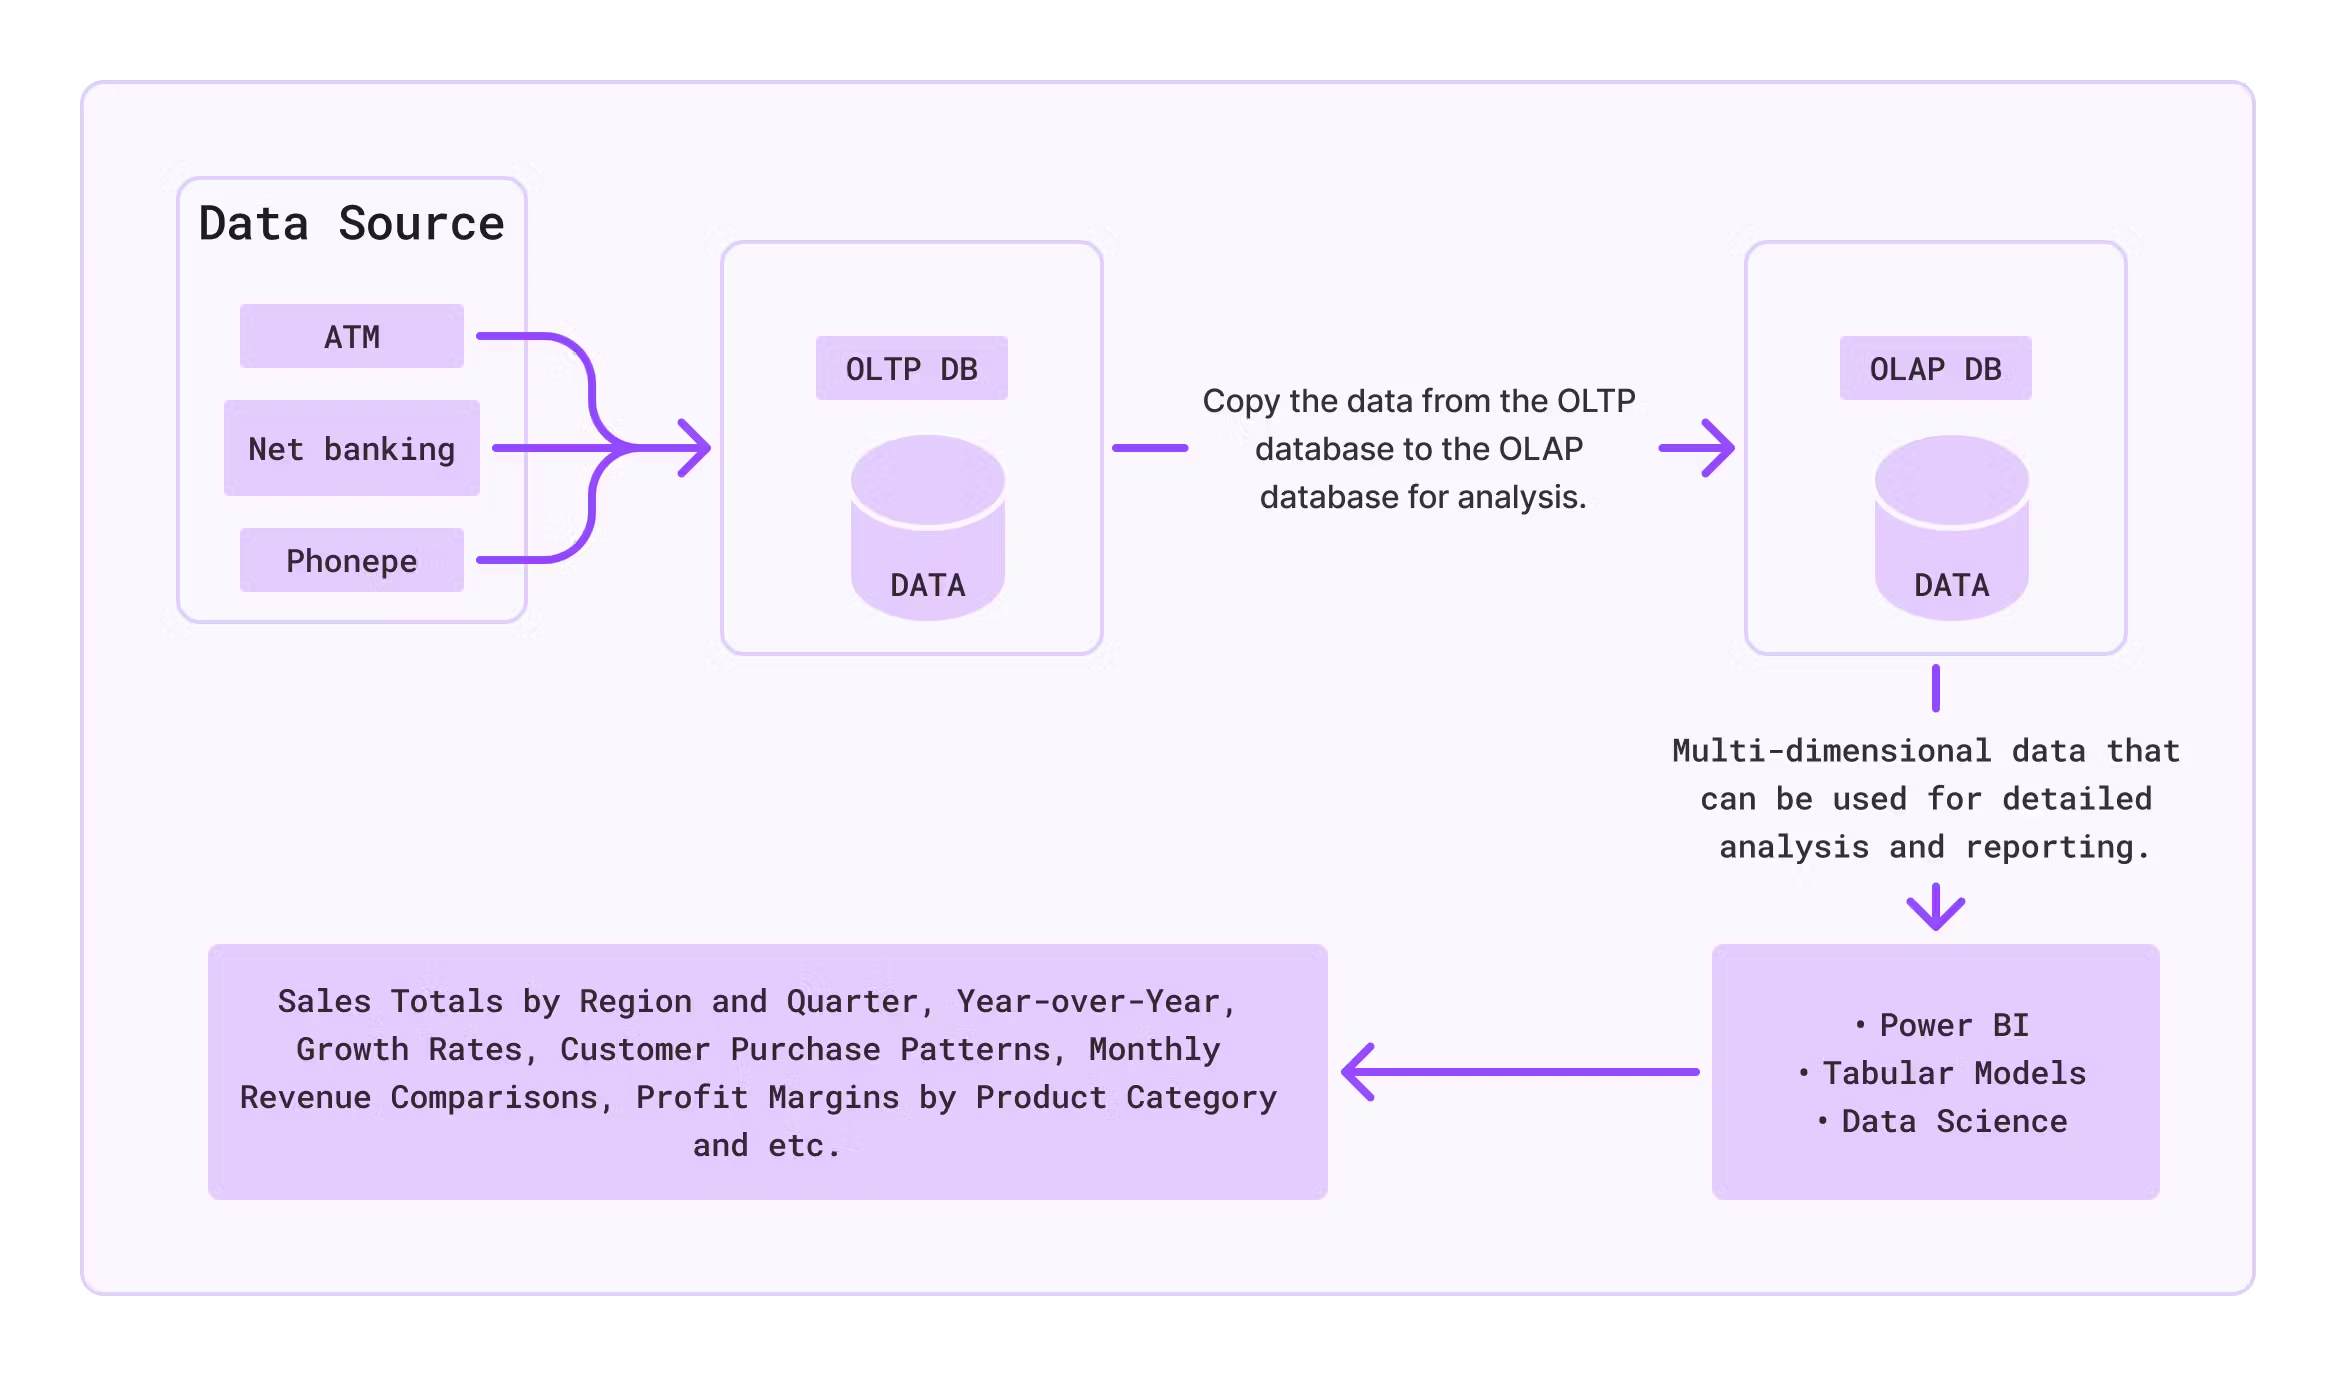 Data Source
ATM
Net banking
Phonepe
OLTP DB
DATA
Copy the data from the OLTP
database to the OLAP
database for analysis.
OLAP DB
DATA
Multi-dimensional data that
can be used for detailed
analysis and reporting.
• Power BI
• Tabular Models
• Data Science
Sales Totals by Region and Quarter, Year-over-Year,
Growth Rates, Customer Purchase Patterns, Monthly
Revenue Comparisons, Profit Margins by Product Category
and etc.